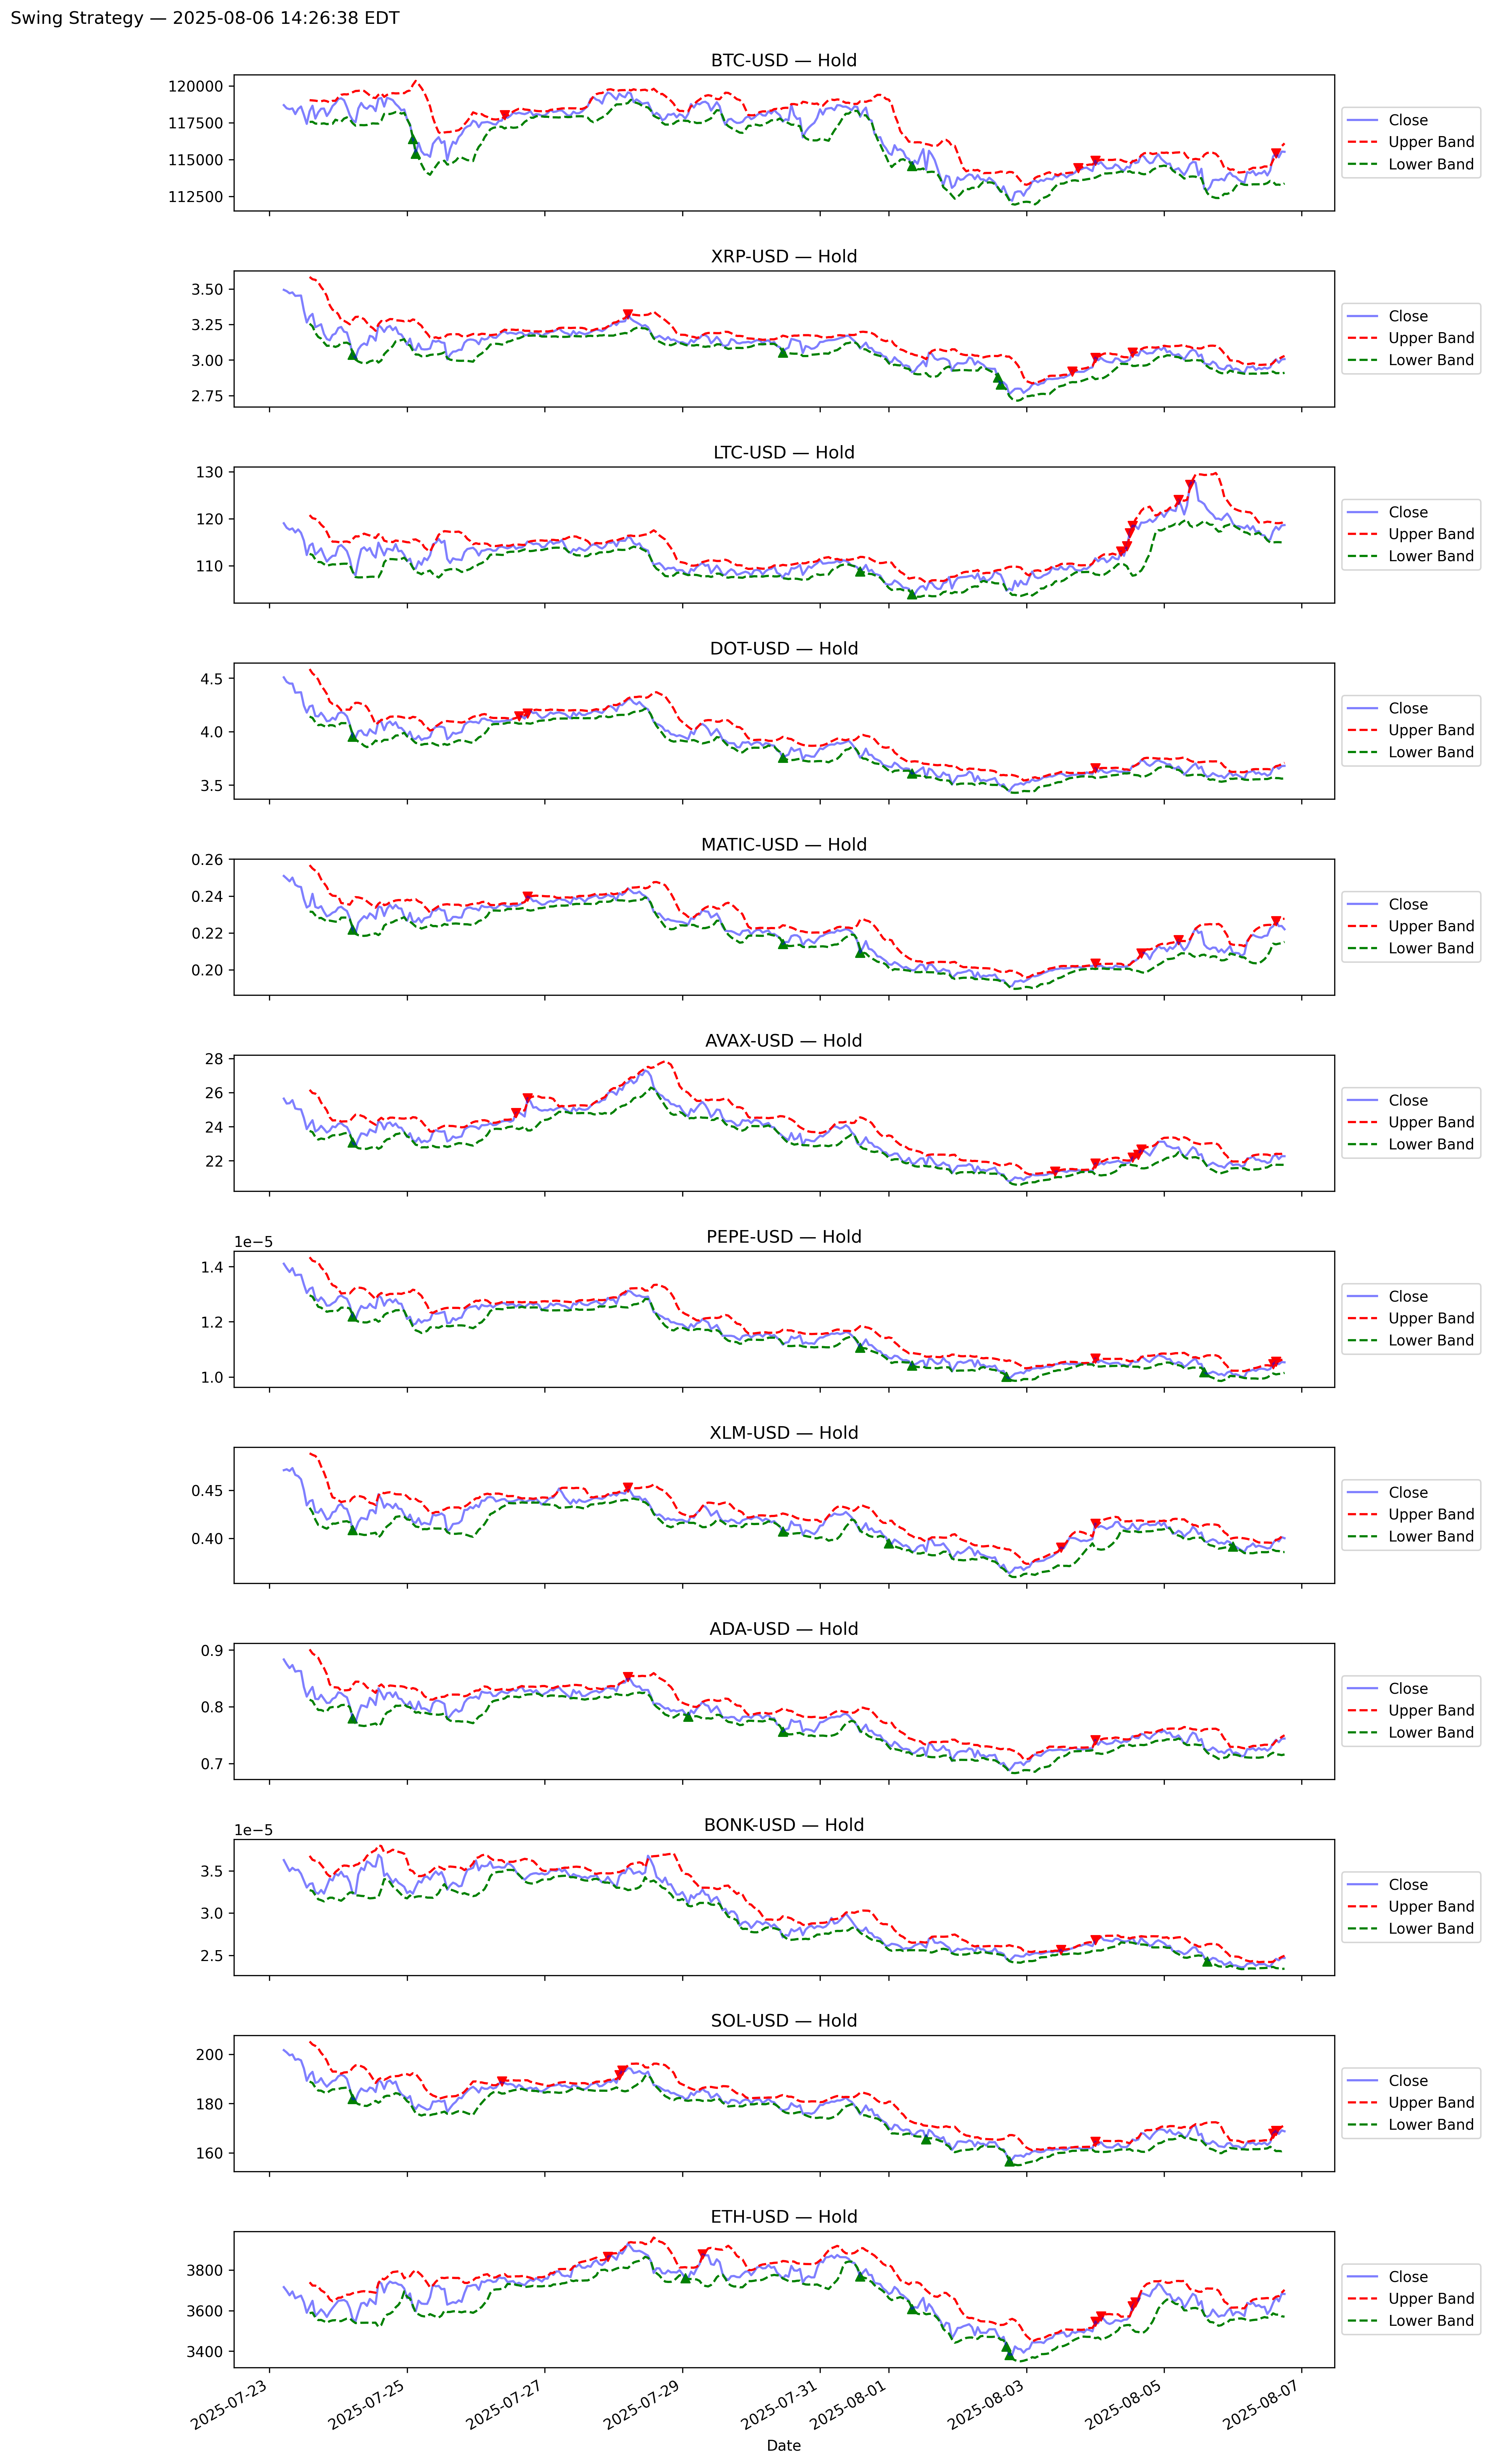 Swing Strategy — 2025-08-06 14:26:38 EDT
BTC-USD — Hold
120000
117500
115000
112500
Close
Upper Band
Lower Band
XRP-USD — Hold
3.50
3.25
3.00
2.75
Close
Upper Band
Lower Band
LTC-USD — Hold
130
120
110
Close
Upper Band
Lower Band
DOT-USD — Hold
4.5
4.0
3.5
Close
Upper Band
Lower Band
MATIC-USD — Hold
0.26
0.24
0.22
0.20
Close
Upper Band
Lower Band
AVAX-USD — Hold
28
26
24
22
Close
Upper Band
Lower Band
PEPE-USD — Hold
1e−5
1.4
1.2
1.0
Close
Upper Band
Lower Band
XLM-USD — Hold
0.45
0.40
Close
Upper Band
Lower Band
ADA-USD — Hold
0.9
0.8
0.7
Close
Upper Band
Lower Band
BONK-USD — Hold
1e−5
3.5
3.0
2.5
Close
Upper Band
Lower Band
SOL-USD — Hold
200
180
160
Close
Upper Band
Lower Band
ETH-USD — Hold
3800
3600
3400
Close
Upper Band
Lower Band
2025-07-23
2025-07-25
2025-07-27
2025-07-29
2025-07-31
2025-08-01
2025-08-03
2025-08-05
2025-08-07
Date